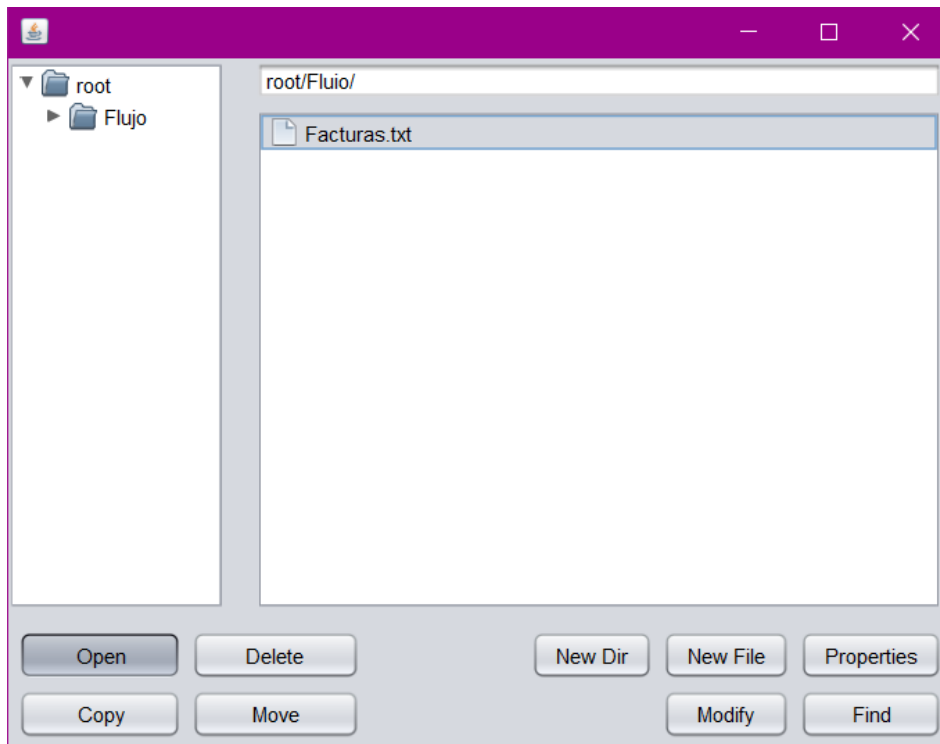 root
Flujo
root/Fluio/
Facturas.txt
Open Delete New Dir New File Properties
Copy Move Modify Find